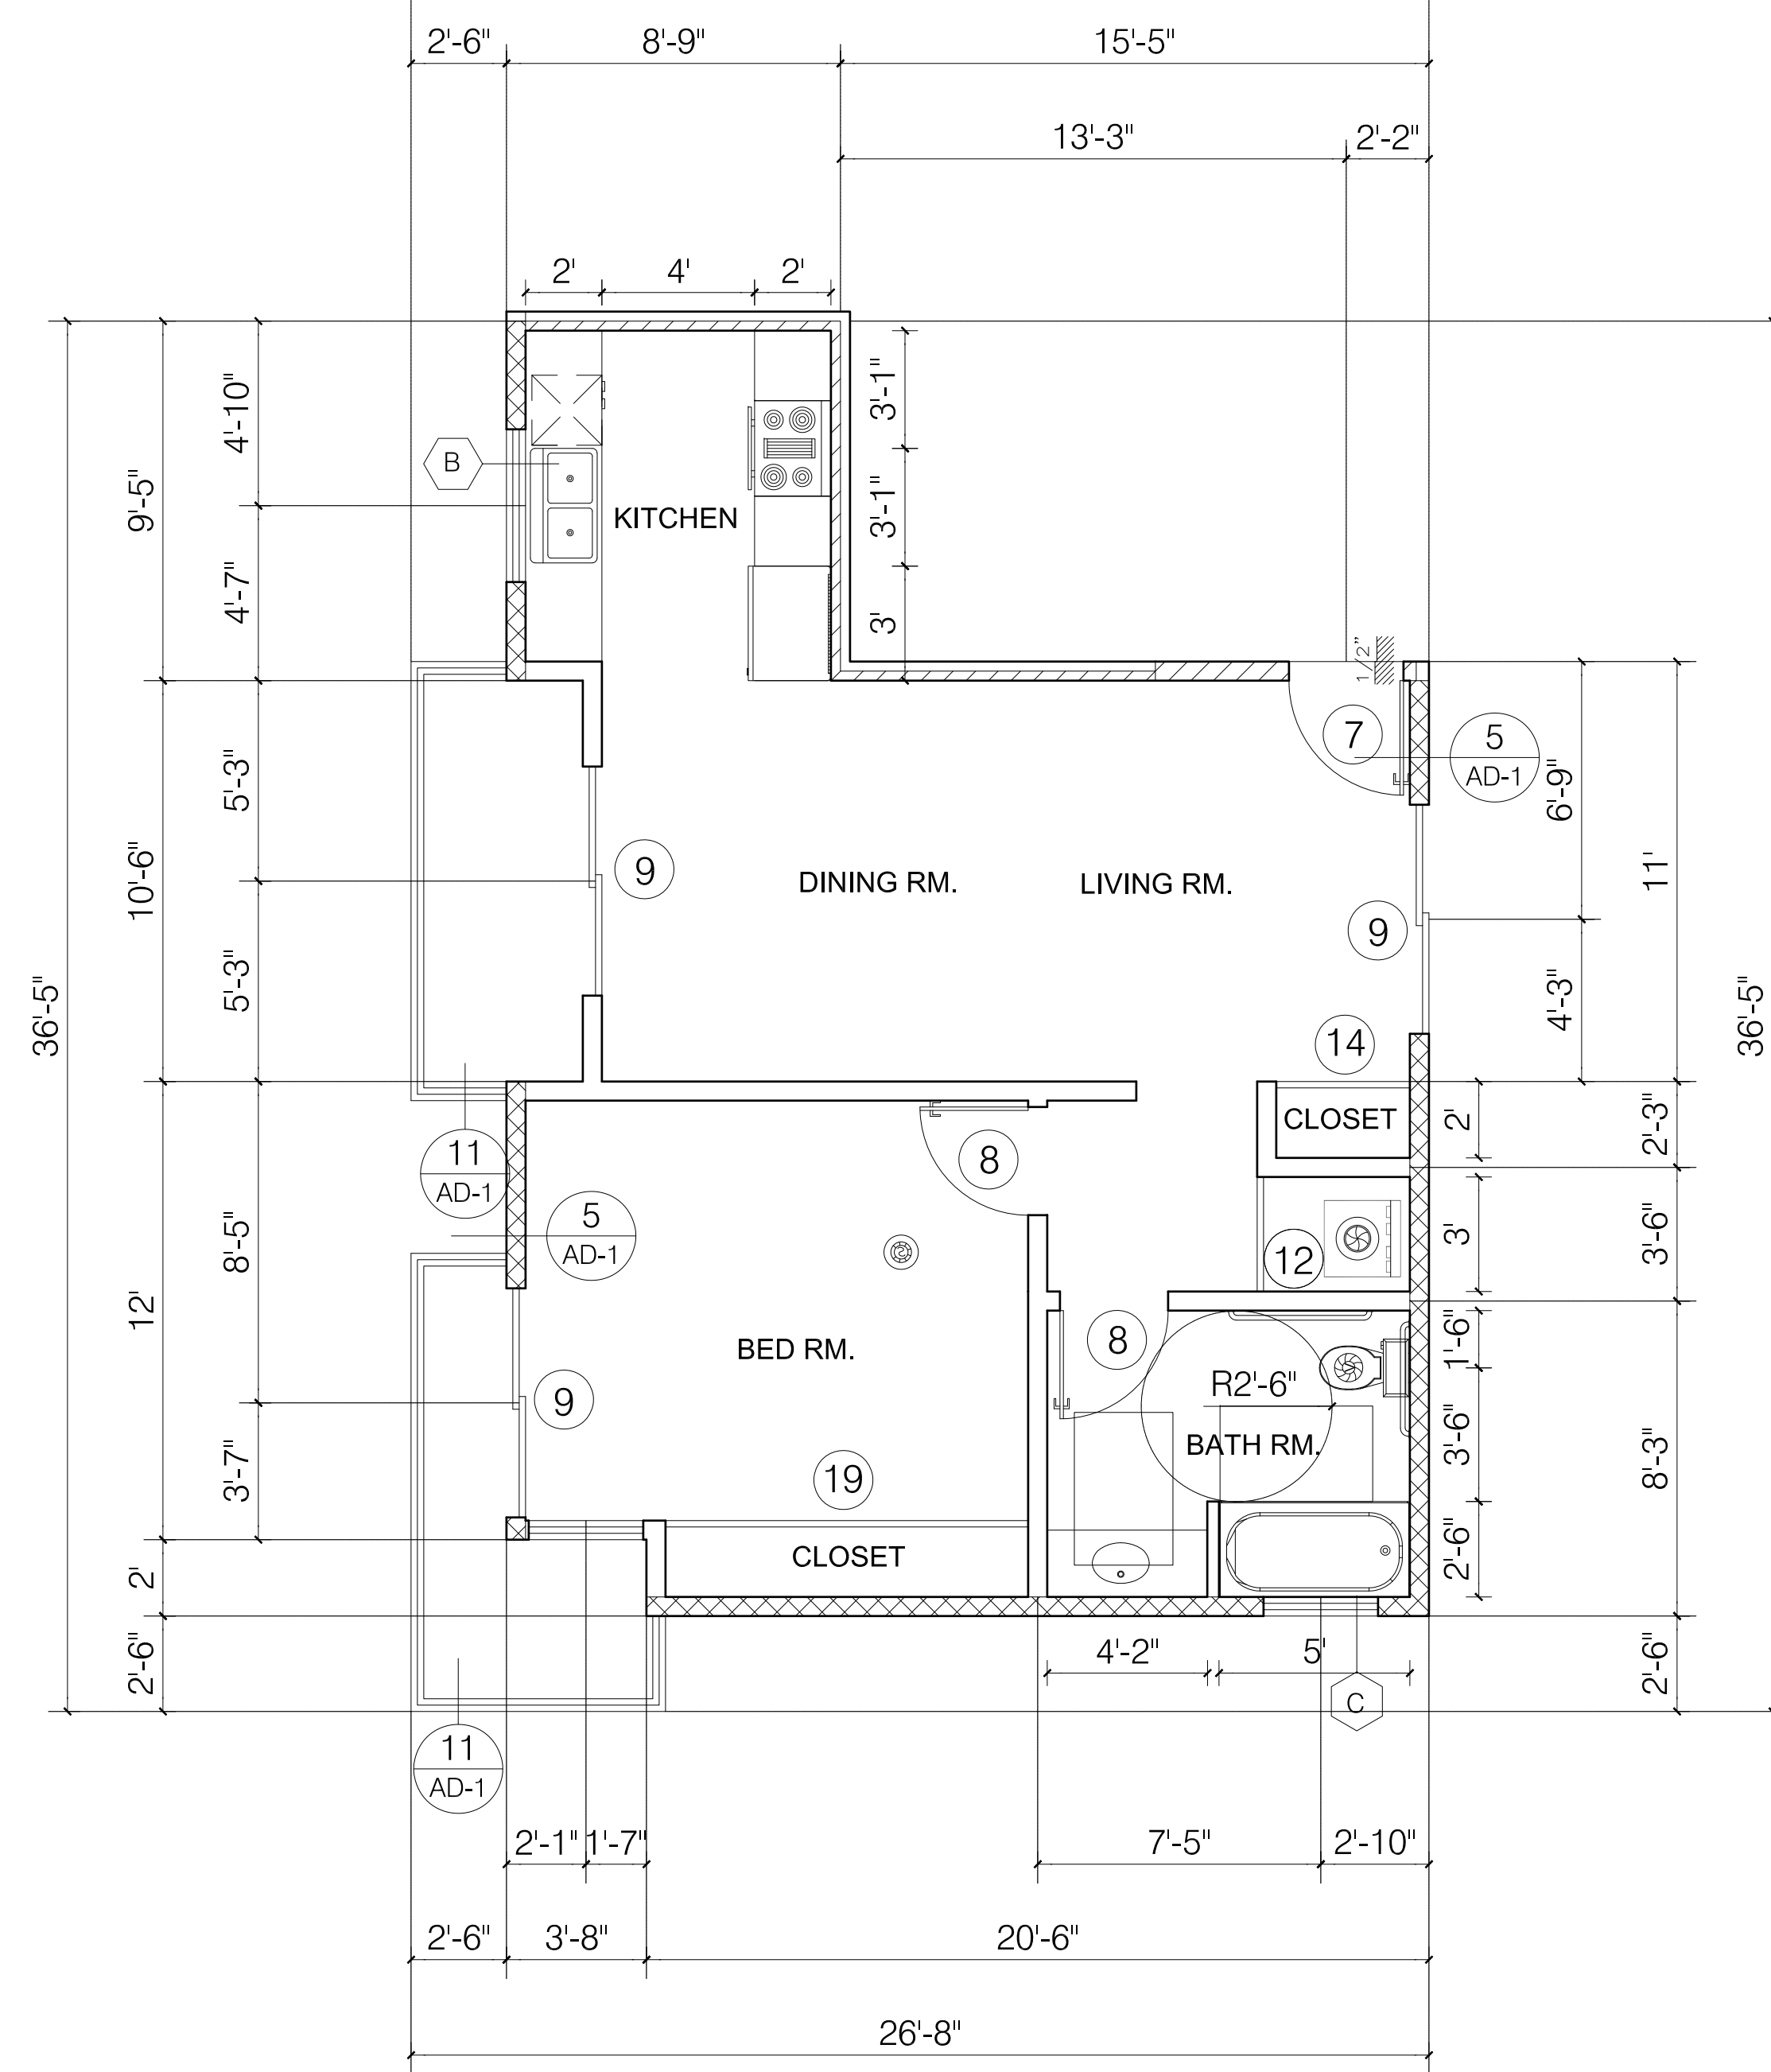 2'-6" 8'-9" 15'-5"
13'-3" 2'-2"
2' 4' 2'
3'-1"
4'-10"
B
9'-5"
3'-1"
KITCHEN
4'-7"
3'
1/2"
7
5
AD-1
5'-3"
6'-9"
9
10'-6"
DINING RM.
LIVING RM.
11'
9
5'-3"
4'-3"
36'-5"
36'-5"
14
CLOSET
2'
2'-3"
11
AD-1
8
5
AD-1
8'-5"
3'
3'-6"
12
12'
BED RM.
8
1'-6"
R2'-6"
9
BATH RM.
3'-6"
8'-3"
3'-7"
19
CLOSET
2'
2'-6"
2'-6"
4'-2" 5'
2'-6"
C
11
AD-1
2'-1" 1'-7" 7'-5" 2'-10"
2'-6" 3'-8" 20'-6"
26'-8"